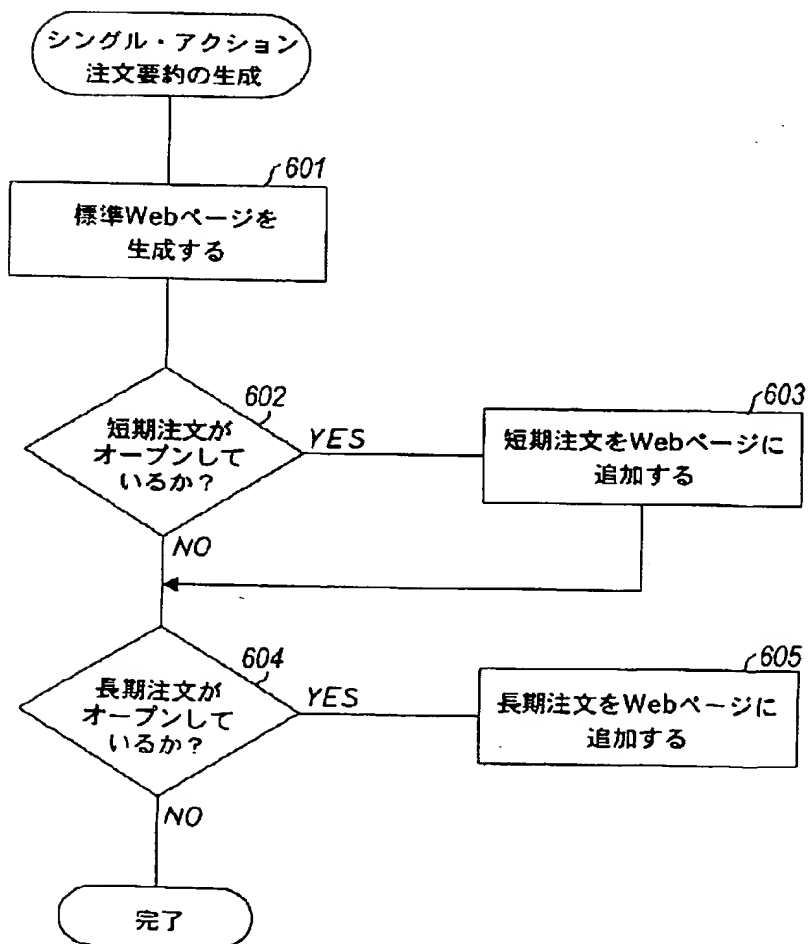 シングル・アクション
注文要約の生成
601
標準Webページを
生成する
602
短期注文が
オープンして
いるか?
YES
603
短期注文をWebページに
追加する
NO
604
長期注文が
オープンして
いるか?
YES
605
長期注文をWebページに
追加する
NO
完了